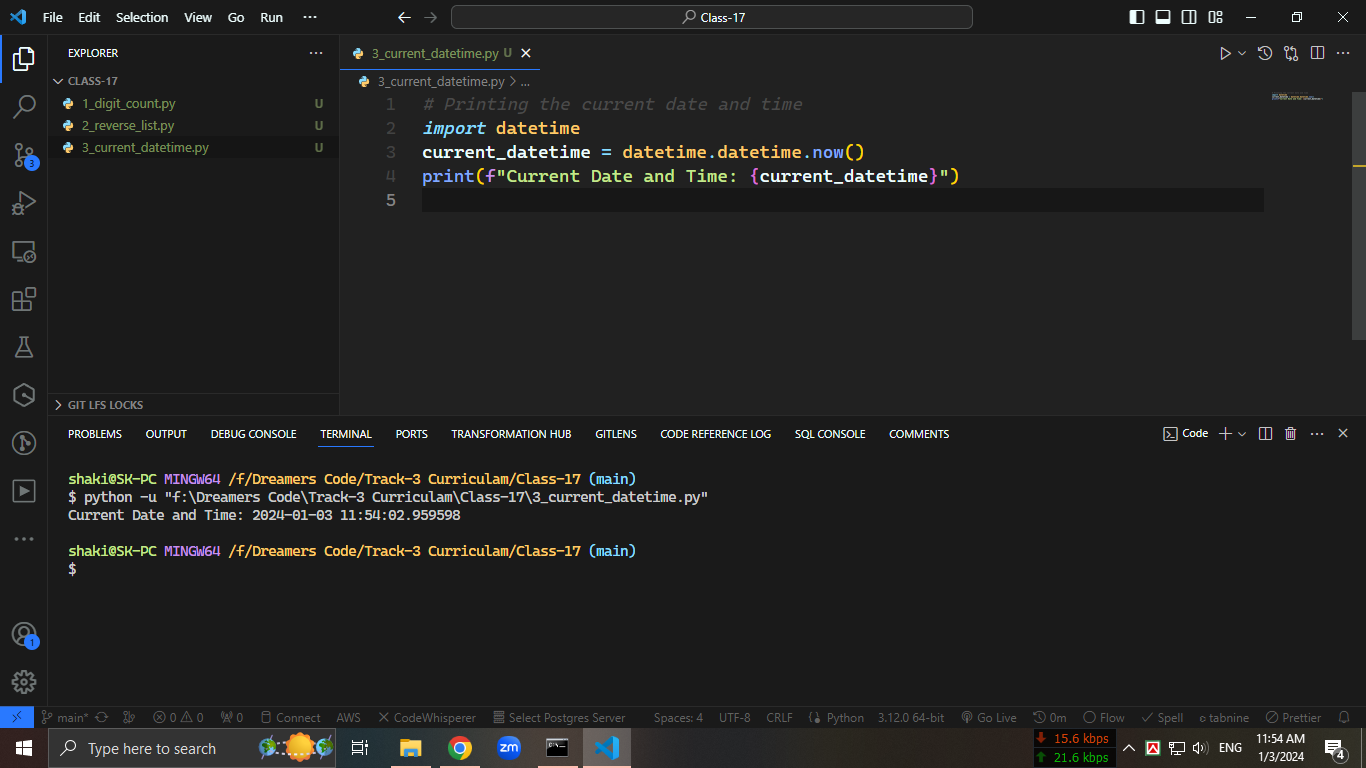 File Edit Selection View Go Run ··· Class-17
EXPLORER ···
CLASS-17
1_digit_count.py U
2_reverse_list.py U
3_current_datetime.py U
GIT LFS LOCKS
3_current_datetime.py U
3_current_datetime.py > ...
1 # Printing the current date and time
2 import datetime
3 current_datetime = datetime.datetime.now()
4 print(f"Current Date and Time: {current_datetime}")
5
3
1
PROBLEMS OUTPUT DEBUG CONSOLE TERMINAL PORTS TRANSFORMATION HUB GITLENS CODE REFERENCE LOG SQL CONSOLE COMMENTS Code
shaki@SK-PC MINGW64 /f/Dreamers Code/Track-3 Curriculam/Class-17 (main)
$ python -u "f:\Dreamers Code\Track-3 Curriculam\Class-17\3_current_datetime.py"
Current Date and Time: 2024-01-03 11:54:02.959598
shaki@SK-PC MINGW64 /f/Dreamers Code/Track-3 Curriculam/Class-17 (main)
$
main* 0 0 0 Connect AWS CodeWhisperer Select Postgres Server Spaces: 4 UTF-8 CRLF Python 3.12.0 64-bit Go Live 0m Flow Spell tabnine Prettier
Type here to search zm 15.6 kbps 21.6 kbps ENG 11:54 AM 1/3/2024 4